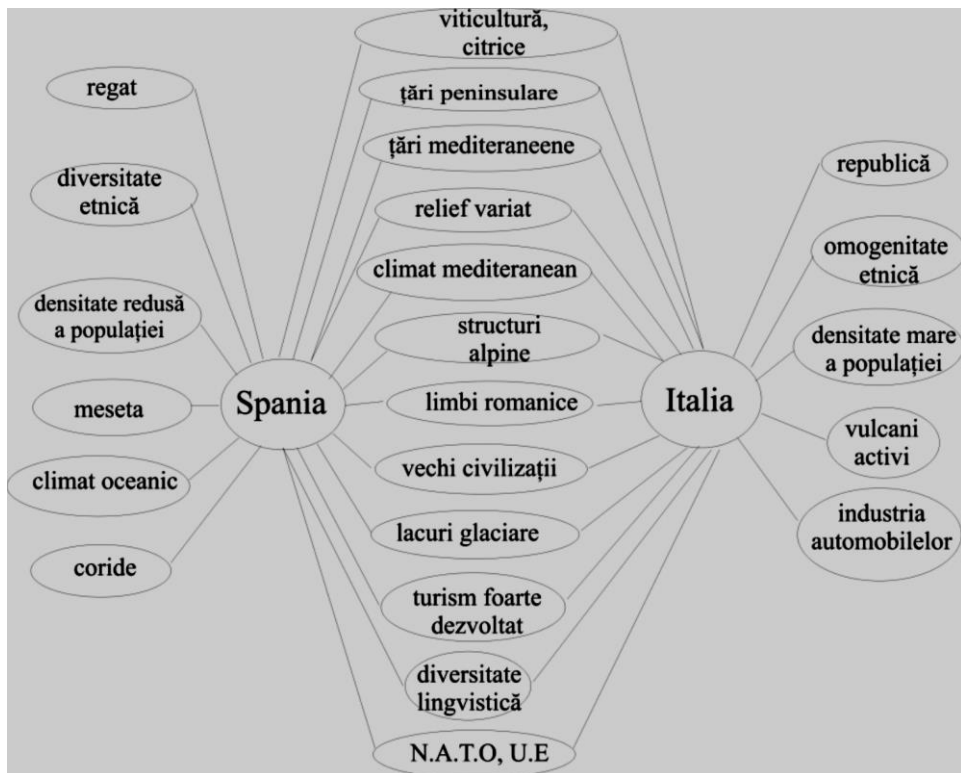 regat
diversitate
etnică
densitate redusă
a populației
meseta
climat oceanic
coride
Spania
viticultură,
citrice
țări peninsulare
țări mediteraneene
relief variat
climat mediteranean
structuri
alpine
limbi romanice
vechi civilizații
lacuri glaciare
turism foarte
dezvoltat
diversitate
lingvistică
N.A.T.O, U.E
Italia
republică
omogenitate
etnică
densitate mare
a populației
vulcani
activi
industria
automobilelor